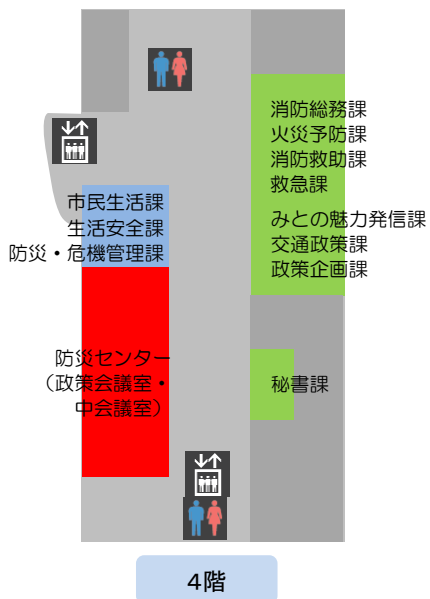 消防総務課
火災予防課
消防救助課
救急課
みとの魅力発信課
交通政策課
政策企画課
市民生活課
生活安全課
防災・危機管理課
防災センター
（政策会議室・
中会議室）
秘書課
4階